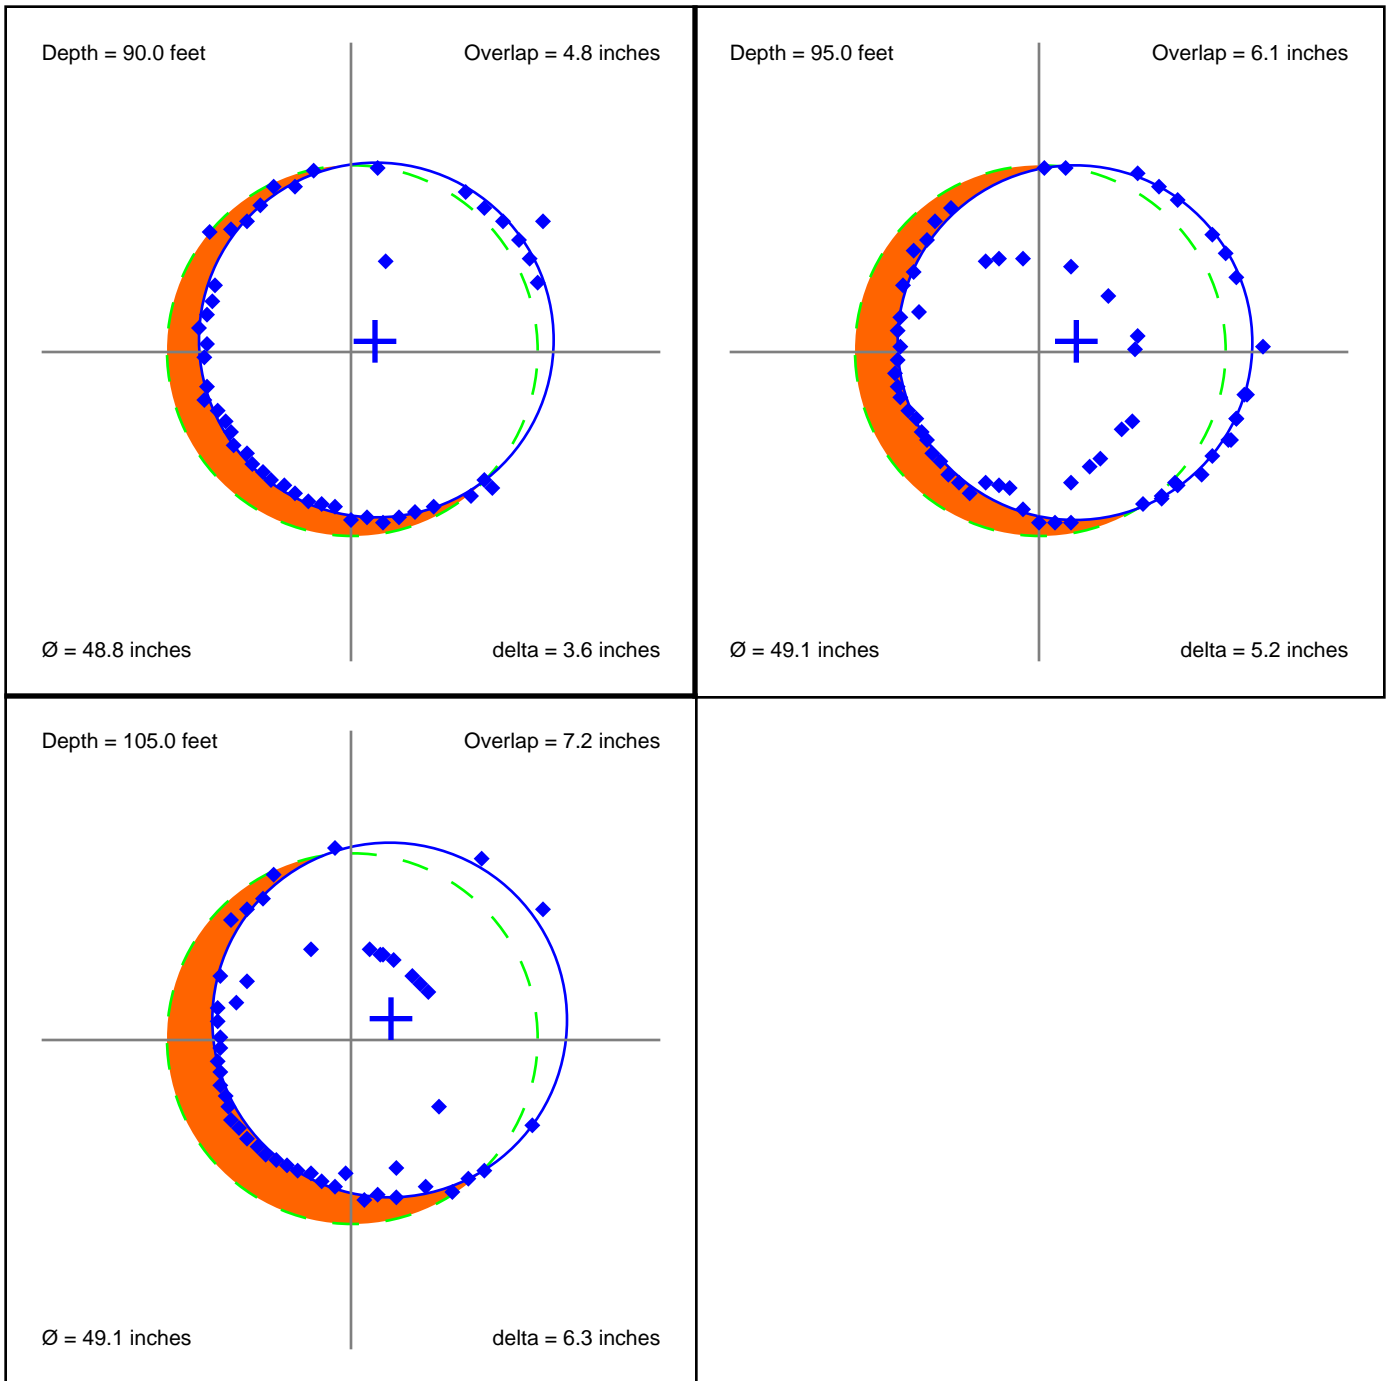 Depth = 90.0 feet
Overlap = 4.8 inches
Ø = 48.8 inches
delta = 3.6 inches
Depth = 95.0 feet
Overlap = 6.1 inches
Ø = 49.1 inches
delta = 5.2 inches
Depth = 105.0 feet
Overlap = 7.2 inches
Ø = 49.1 inches
delta = 6.3 inches